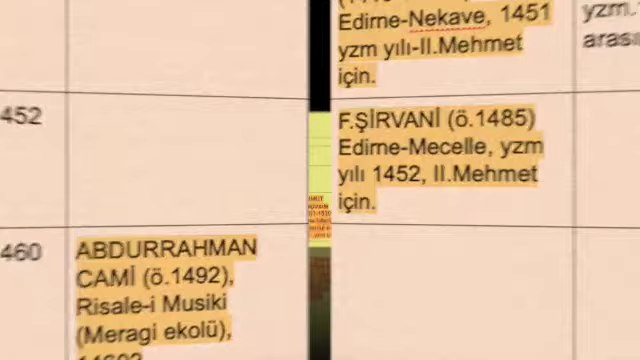 452
460
ABDURRAHMAN
CAMİ (ö.1492),
Risale-i Musiki
(Meragi ekolü),
Edirne-Nekave, 1451
yzm yılı-II.Mehmet
için.
F.ŞİRVANİ (ö.1485)
Edirne-Mecelle, yzm
yılı 1452, II.Mehmet
için.
yzm.
arası